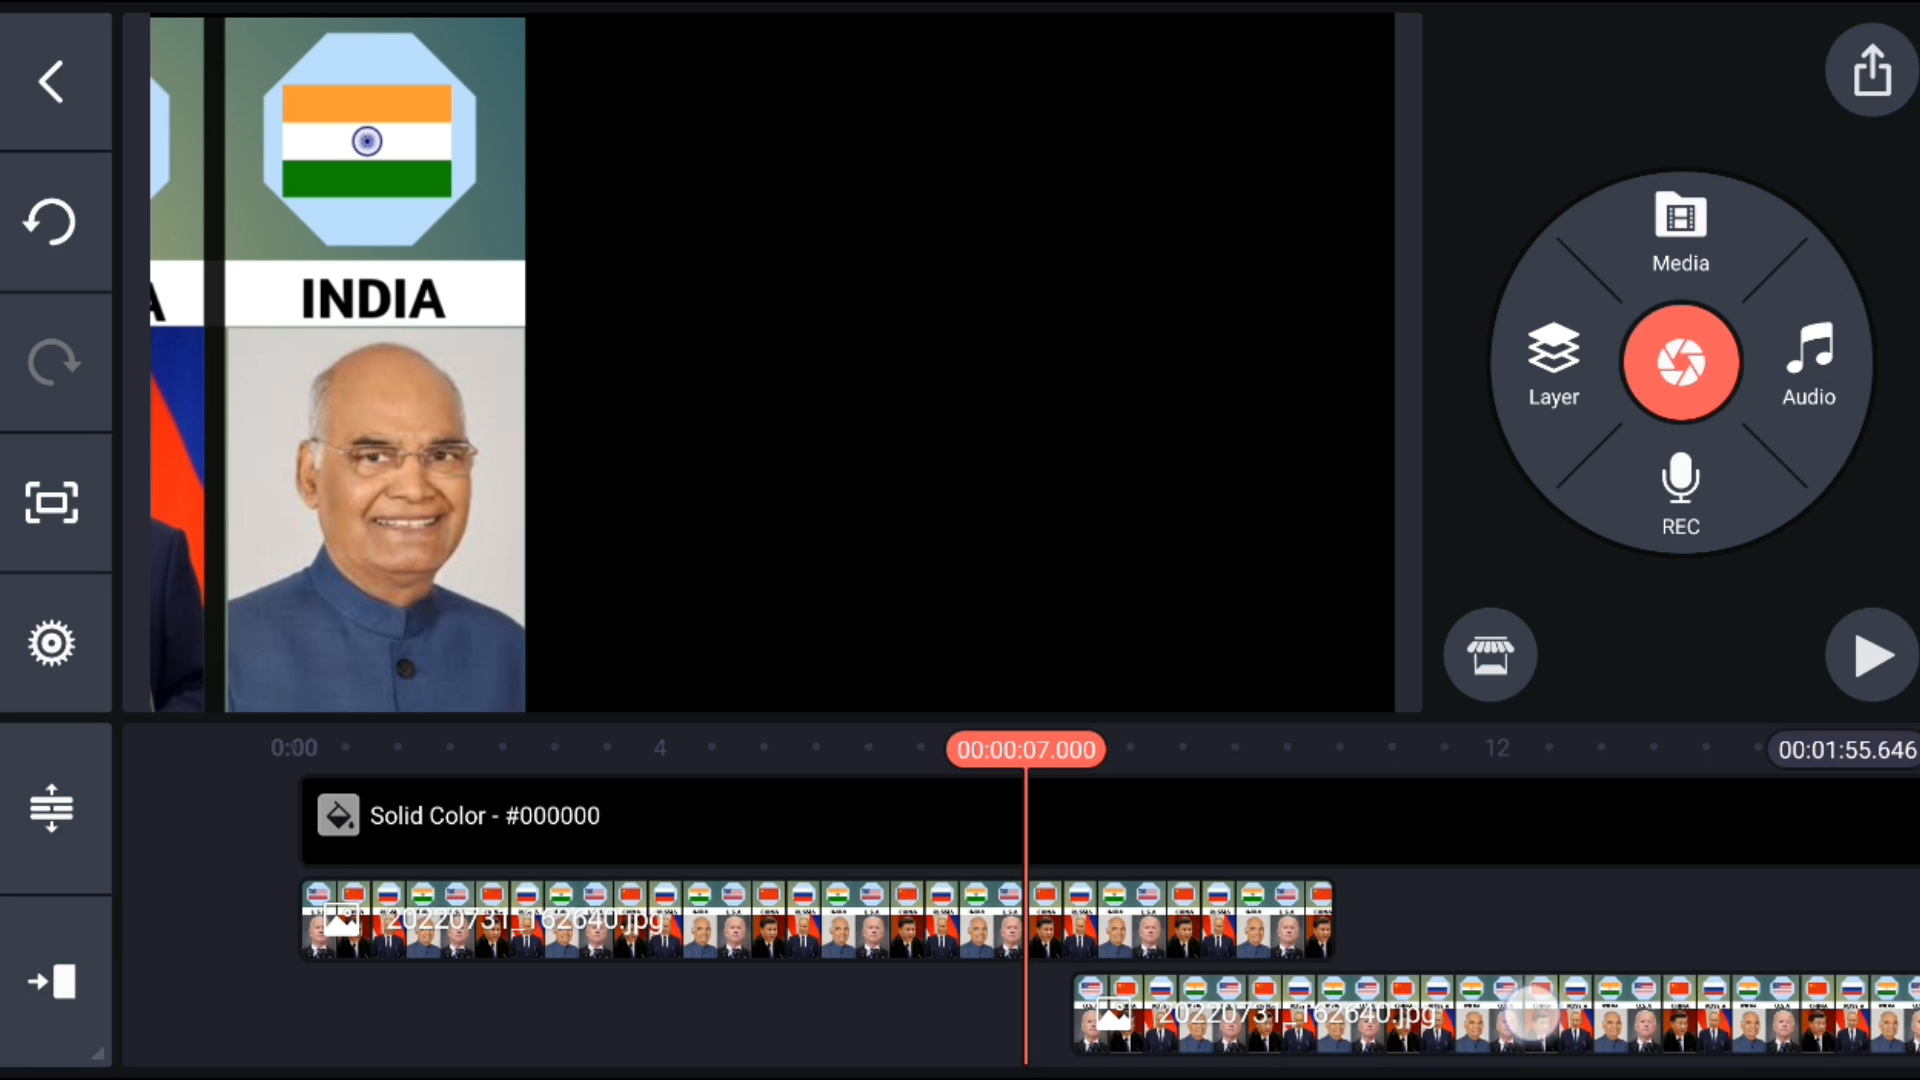 INDIA
A
Media
Layer
Audio
REC
0:00
4
00:00:07.000
12
00:01:55.646
Solid Color - #000000
20220731_162640.jpg
20220731_162640.jpg